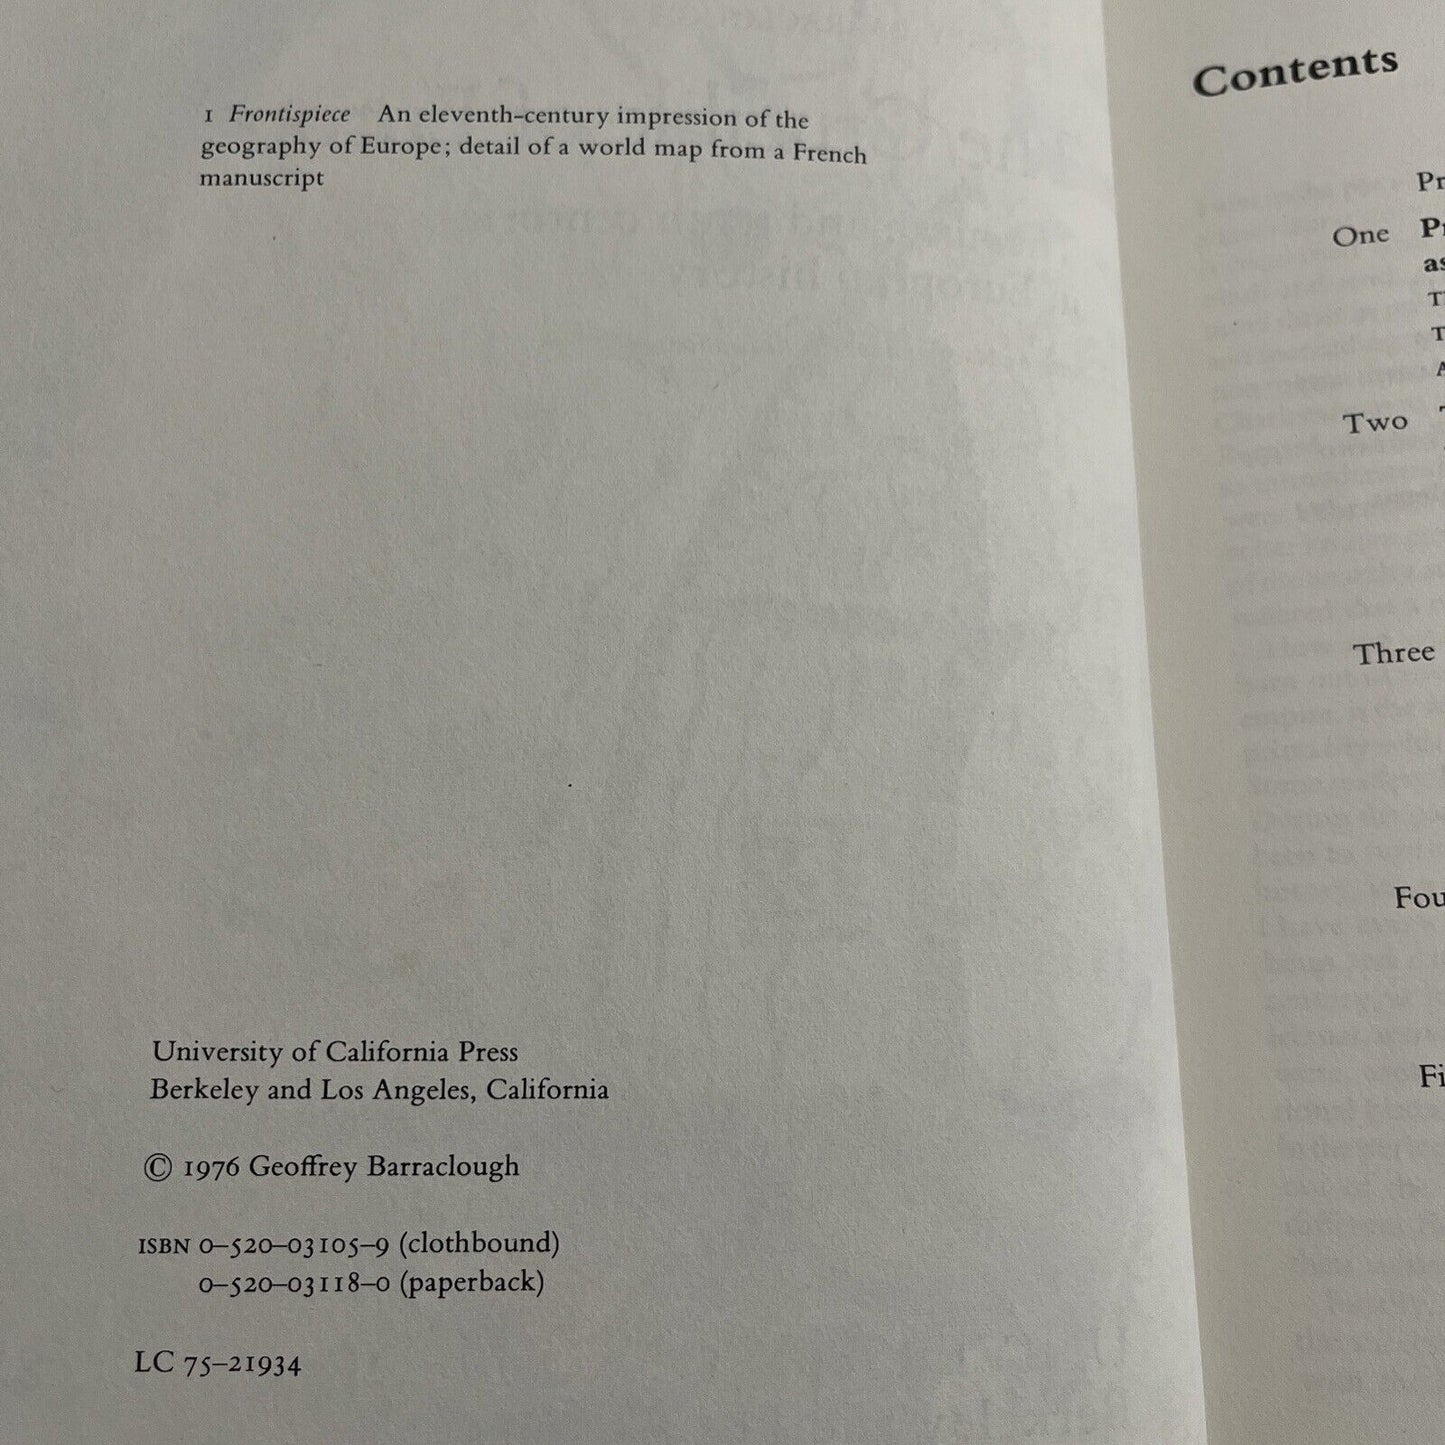 1 Frontispiece An eleventh-century impression of the
geography of Europe; detail of a world map from a French
manuscript
University of California Press
Berkeley and Los Angeles, California
© 1976 Geoffrey Barraclough
ISBN 0–520–03105–9 (clothbound)
0–520–03118–0 (paperback)
LC 75–21934
Contents
One
Two
Three